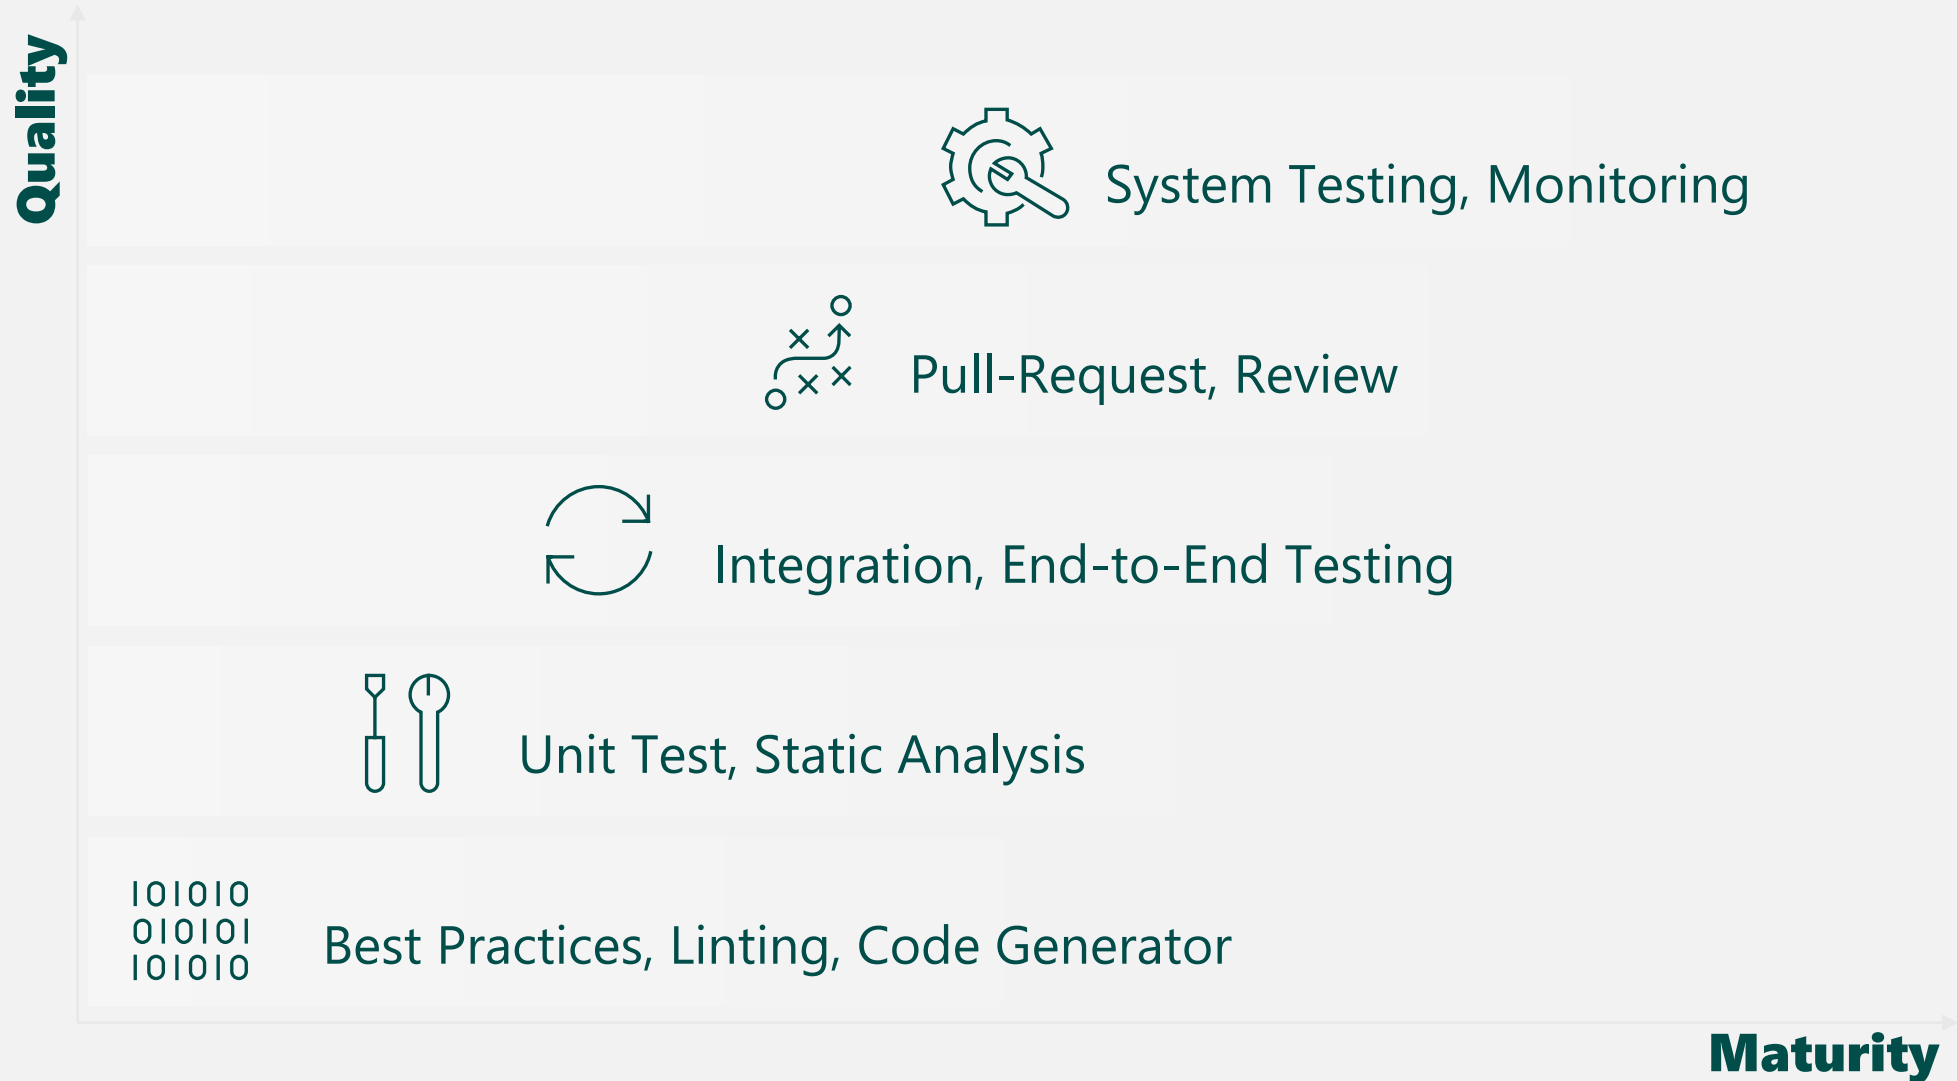 Quality
System Testing, Monitoring
Pull-Request, Review
Integration, End-to-End Testing
Unit Test, Static Analysis
101010
010101
101010
Best Practices, Linting, Code Generator
Maturity